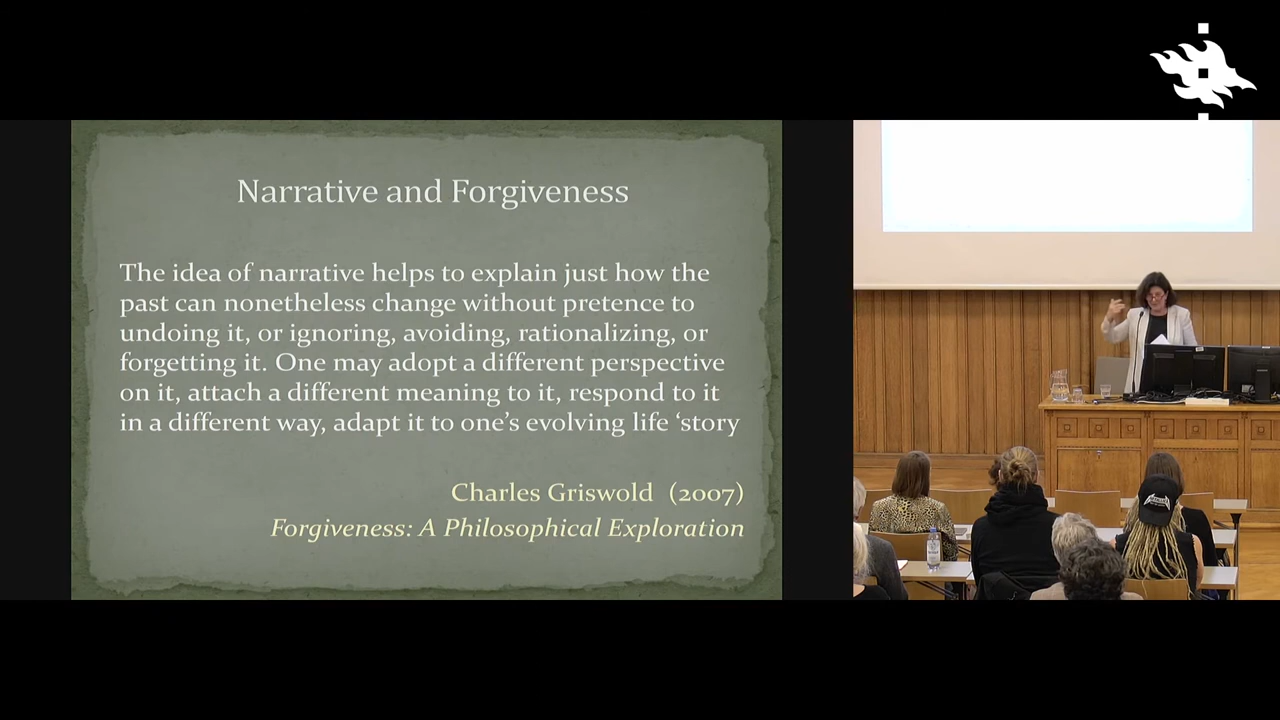 Narrative and Forgiveness
The idea of narrative helps to explain just how the
past can nonetheless change without pretence to
undoing it, or ignoring, avoiding, rationalizing, or
forgetting it. One may adopt a different perspective
on it, attach a different meaning to it, respond to it
in a different way, adapt it to one’s evolving life ‘story
Charles Griswold (2007)
Forgiveness: A Philosophical Exploration